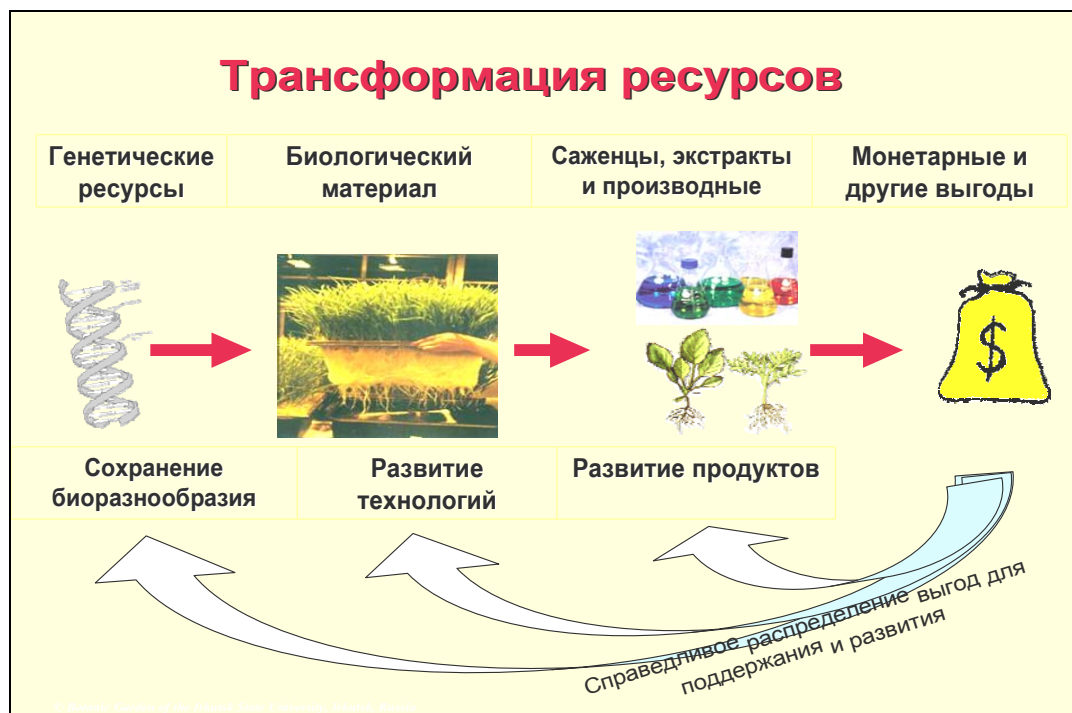 Трансформация ресурсов
Генетические
ресурсы
Биологический
материал
Саженцы, экстракты
и производные
Монетарные и
другие выгоды
$
Сохранение
биоразнообразия
Развитие
технологий
Развитие продуктов
Справедливое распределение выгод для
поддержания и развития